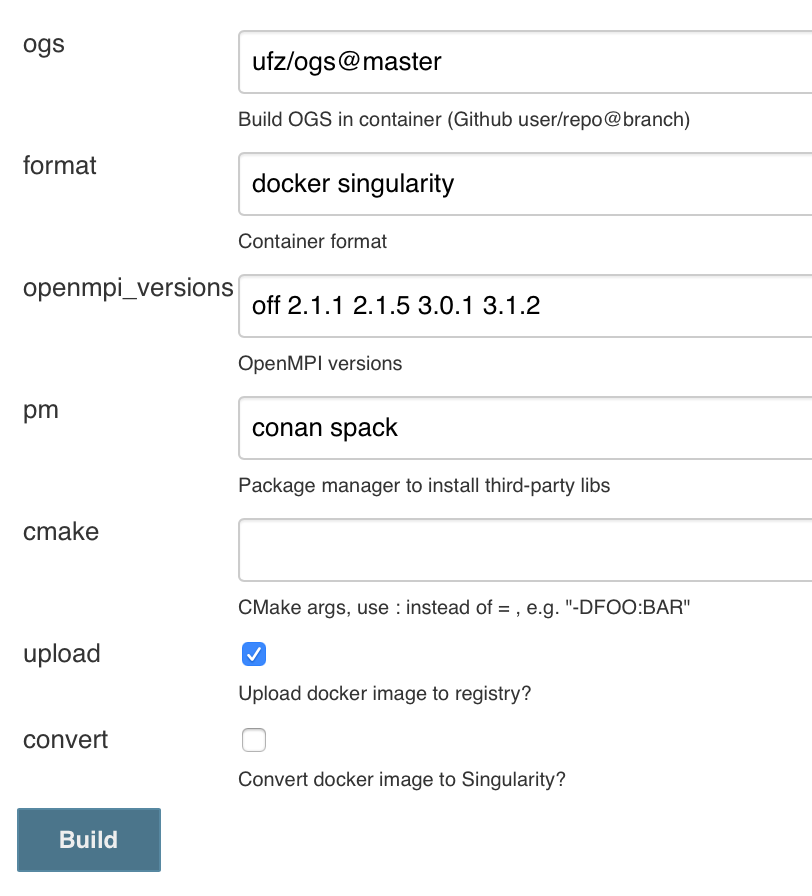 ogs
ufz/ogs@master
Build OGS in container (Github user/repo@branch)
format
docker singularity
Container format
openmpi_versions
off 2.1.1 2.1.5 3.0.1 3.1.2
OpenMPI versions
pm
conan spack
Package manager to install third-party libs
cmake
CMake args, use : instead of = , e.g. "-DFOO:BAR"
upload
Upload docker image to registry?
convert
Convert docker image to Singularity?
Build